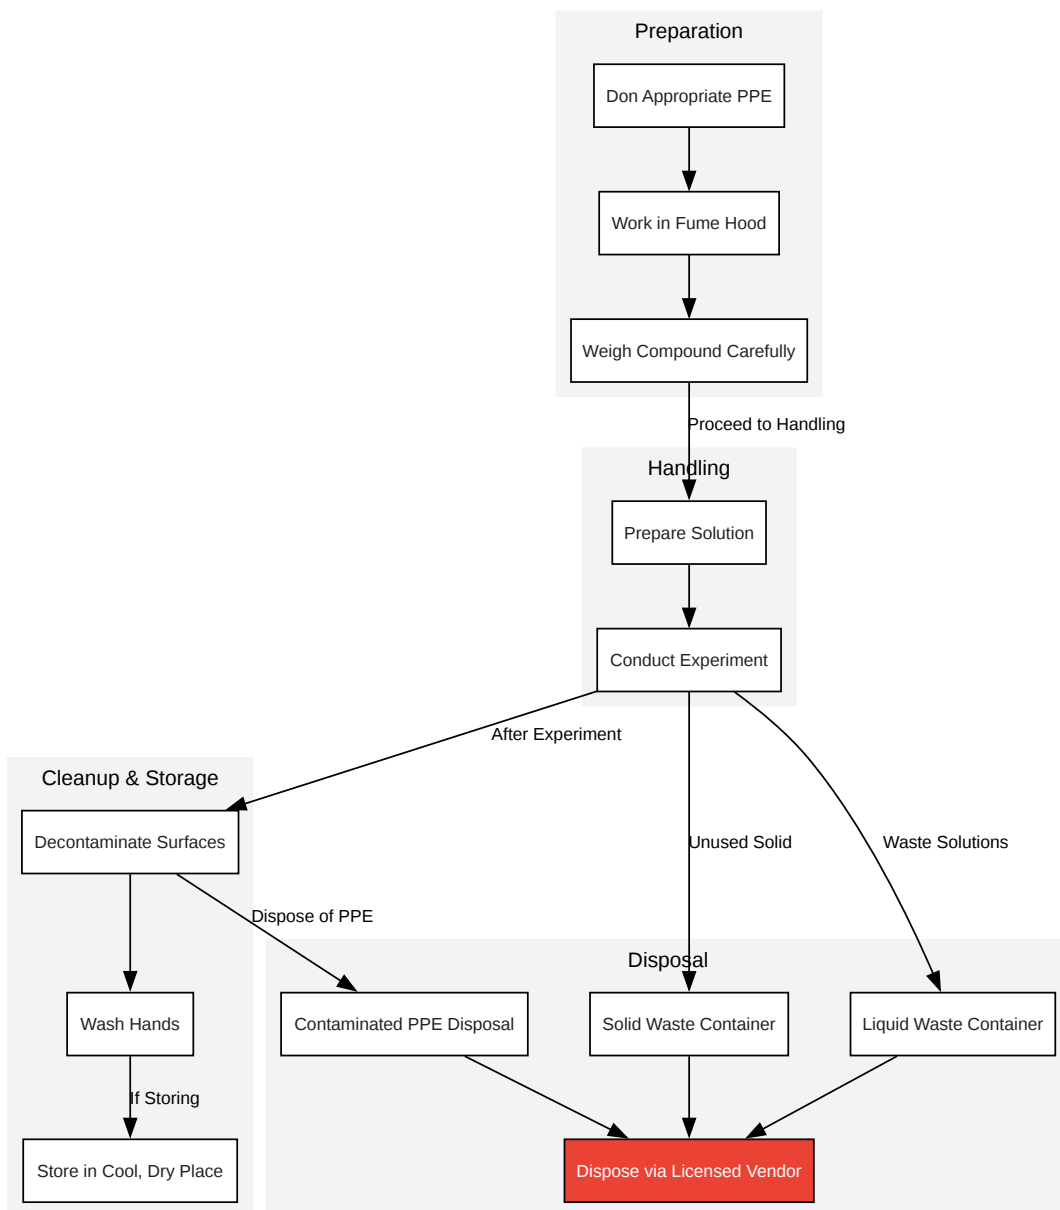 Preparation
Don Appropriate PPE
Work in Fume Hood
Weigh Compound Carefully
Proceed to Handling
Handling
Prepare Solution
Conduct Experiment
After Experiment
Cleanup & Storage
Decontaminate Surfaces
Unused Solid
Waste Solutions
Dispose of PPE
Disposal
Wash Hands
Contaminated PPE Disposal
Solid Waste Container
Liquid Waste Container
If Storing
Store in Cool, Dry Place
Dispose via Licensed Vendor